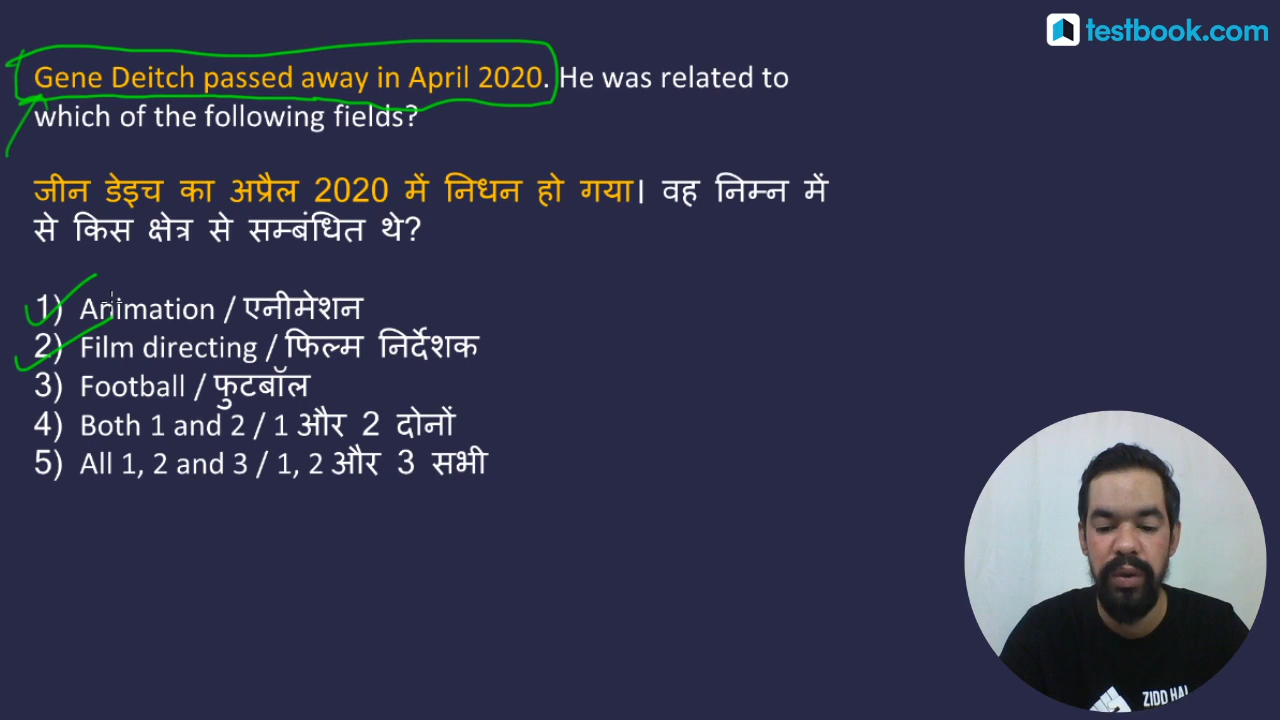 testbook.com
Gene Deitch passed away in April 2020. He was related to
which of the following fields?
जीन डेइच का अप्रैल 2020 में निधन हो गया। वह निम्न में
से किस क्षेत्र से सम्बंधित थे?
1) Animation / एनीमेशन
2) Film directing / फिल्म निर्देशक
3) Football / फुटबॉल
4) Both 1 and 2 / 1 और 2 दोनों
5) All 1, 2 and 3 / 1, 2 और 3 सभी
ZIDD HAI